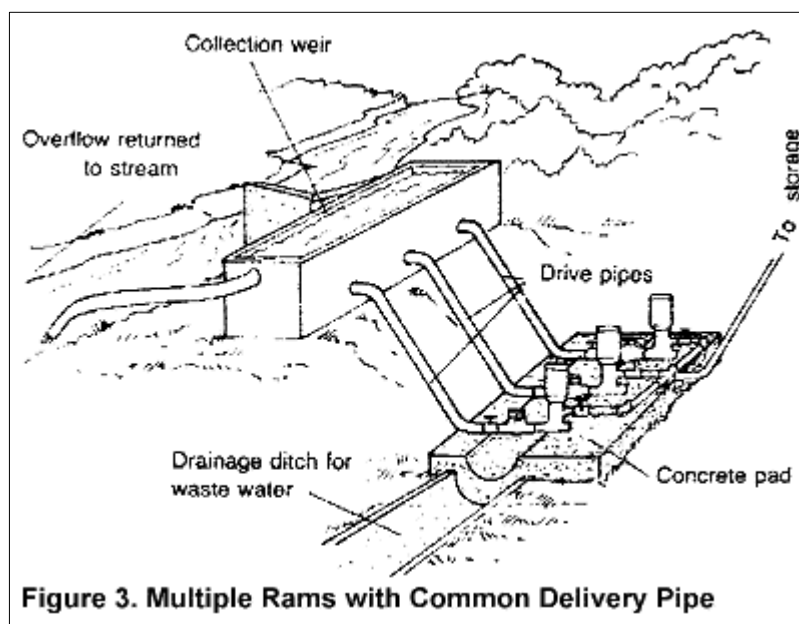 Collection weir
Overflow returned
to stream
To storage
Drive pipes
Drainage ditch for
waste water
Concrete pad
Figure 3. Multiple Rams with Common Delivery Pipe